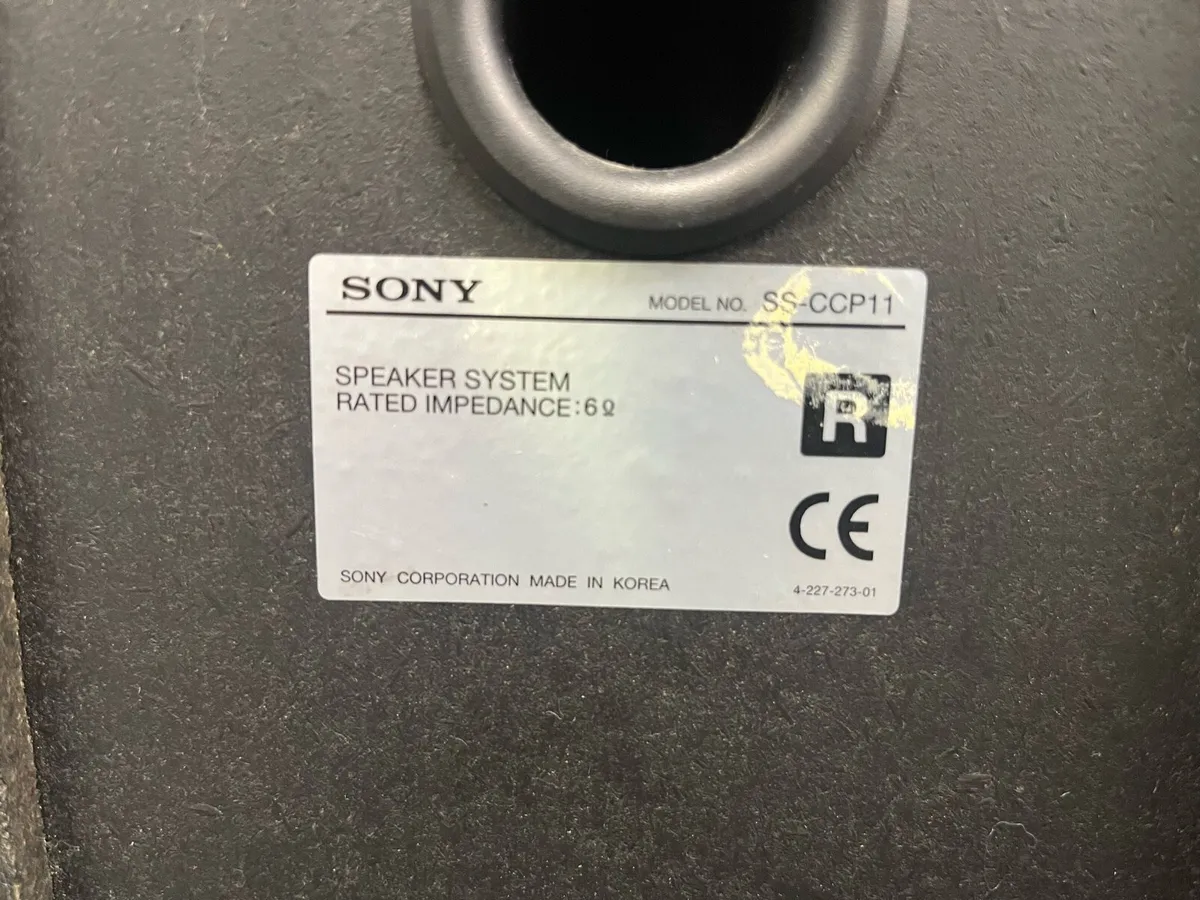 SONY MODEL NO. SS-CCP11
SPEAKER SYSTEM
RATED IMPEDANCE:6Ω
R
CE
SONY CORPORATION MADE IN KOREA 4-227-273-01